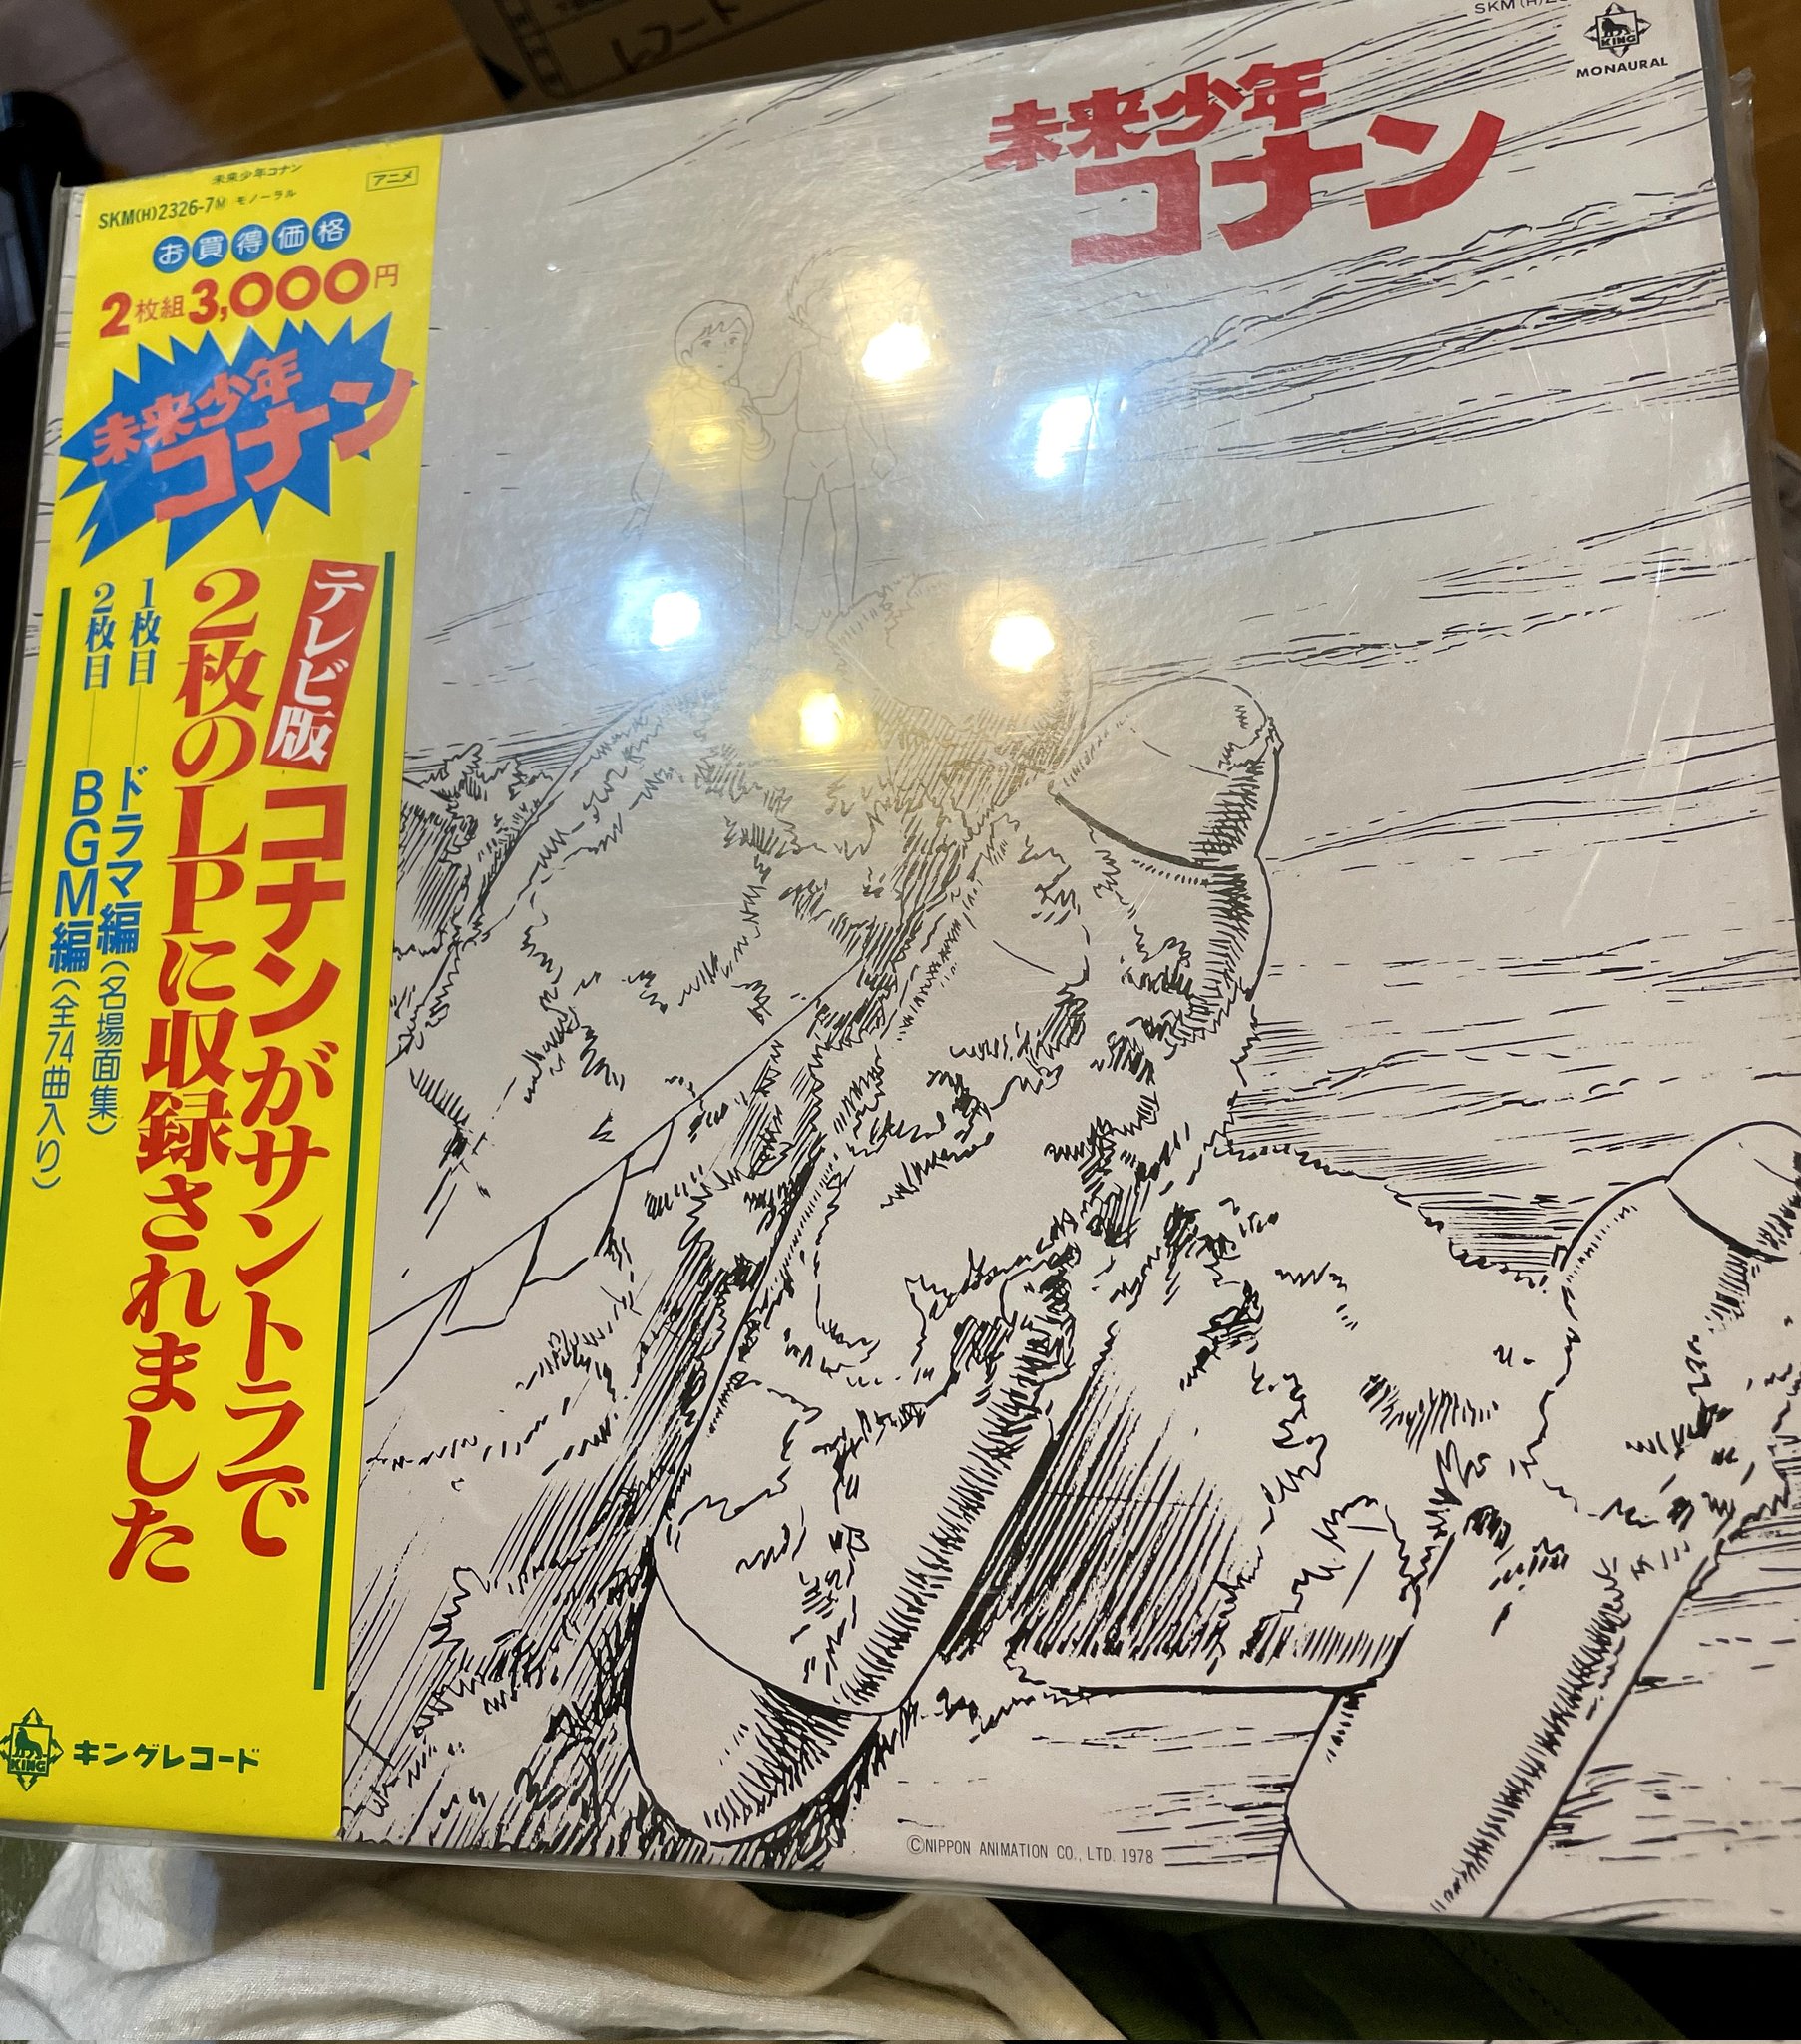 レコード
未来少年コナン
アニメ
SKM(H)2326-7Ⓜ モノーラル
お買得価格
2枚組3,000円
未来少年
コナン
テレビ版
コナンがサントラで
2枚のLPに収録されました
1枚目 ドラマ編(名場面集)
2枚目 BGM編(全74曲入り)
KING
キングレコード
未来少年
コナン
KING
MONAURAL
©NIPPON ANIMATION CO., LTD. 1978